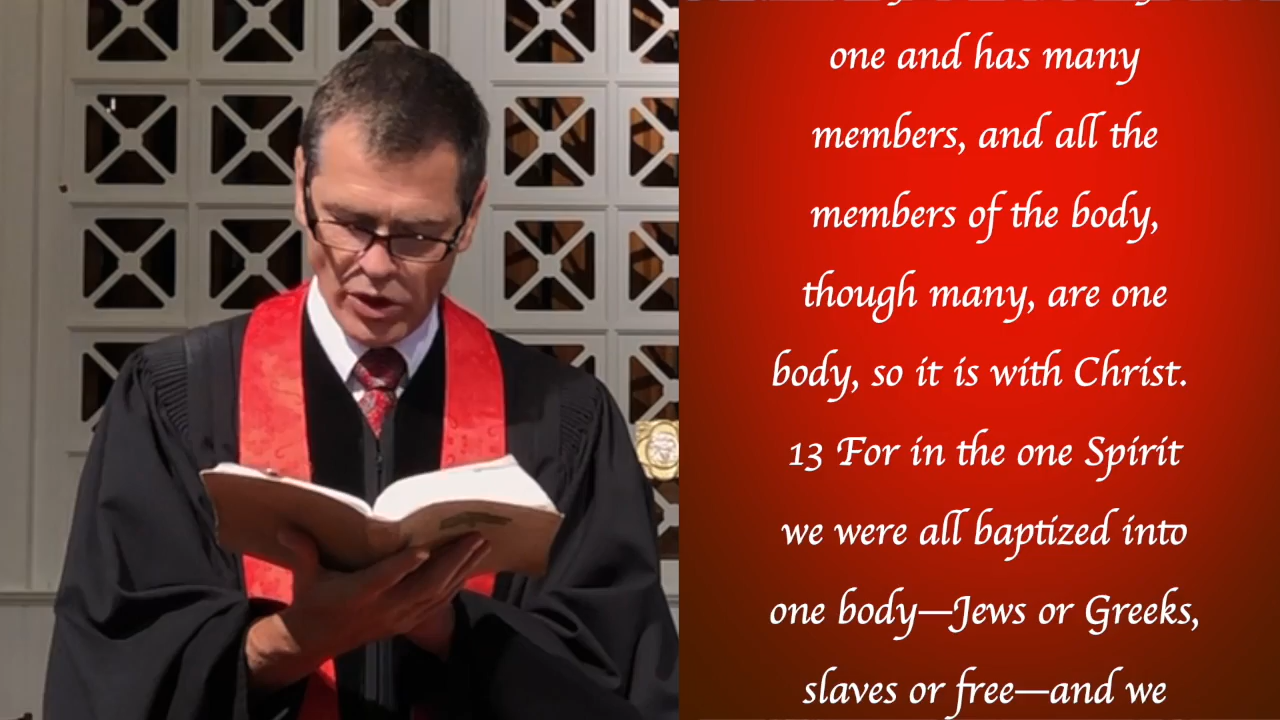 one and has many
members, and all the
members of the body,
though many, are one
body, so it is with Christ.
13 For in the one Spirit
we were all baptized into
one body—Jews or Greeks,
slaves or free—and we